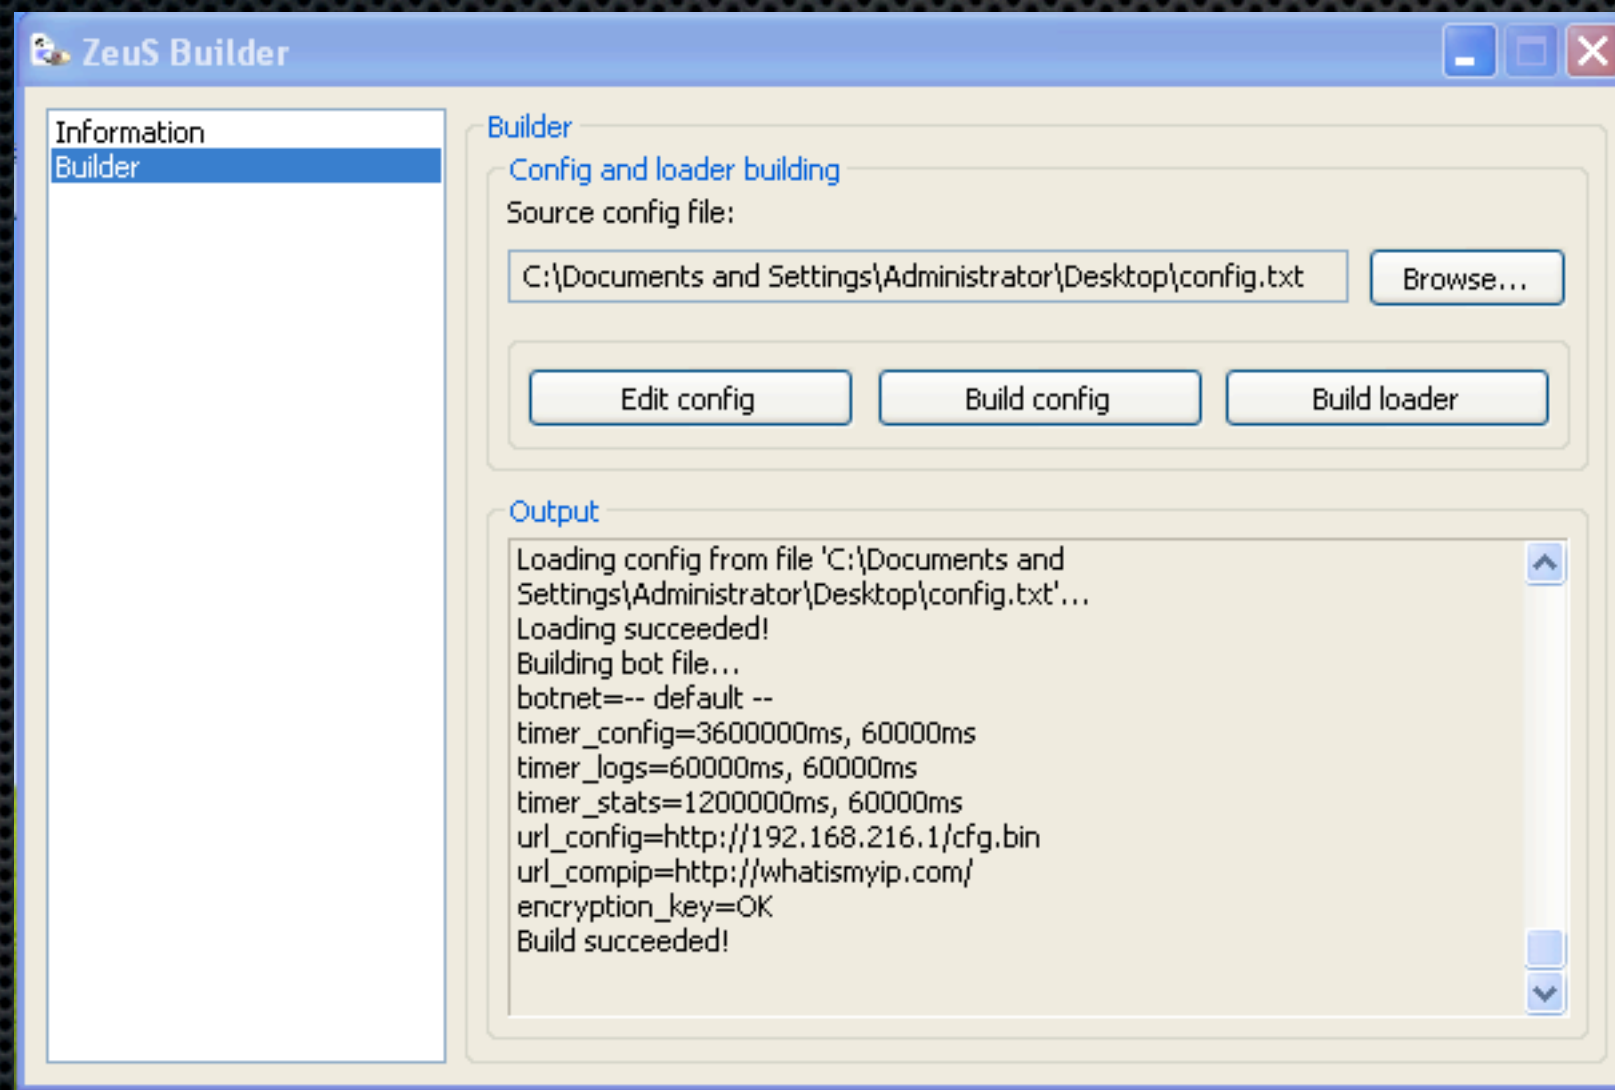 ZeuS Builder
Information
Builder
Builder
Config and loader building
Source config file:
C:\Documents and Settings\Administrator\Desktop\config.txt
Browse...
Edit config
Build config
Build loader
Output
Loading config from file 'C:\Documents and
Settings\Administrator\Desktop\config.txt'...
Loading succeeded!
Building bot file...
botnet=-- default --
timer_config=3600000ms, 60000ms
timer_logs=60000ms, 60000ms
timer_stats=1200000ms, 60000ms
url_config=http://192.168.216.1/cfg.bin
url_compip=http://whatismyip.com/
encryption_key=OK
Build succeeded!